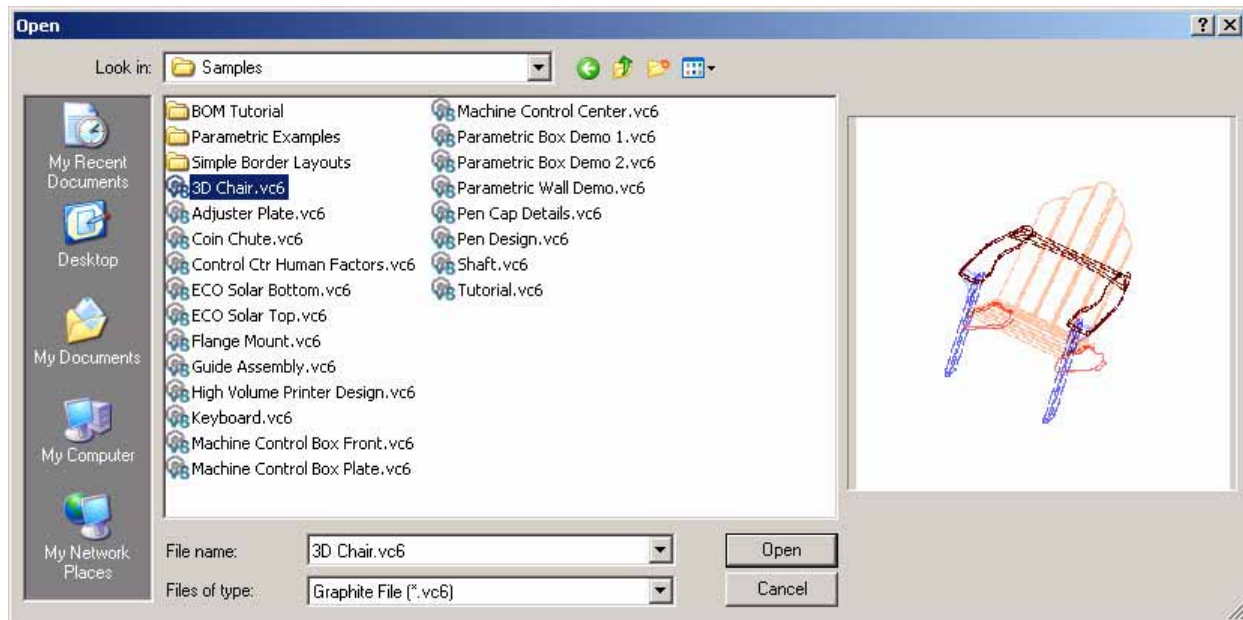 Open
Look in: Samples
My Recent
Documents
Desktop
My Documents
My Computer
My Network
Places
BOM Tutorial
Parametric Examples
Simple Border Layouts
3D Chair.vc6
Adjuster Plate.vc6
Coin Chute.vc6
Control Ctr Human Factors.vc6
ECO Solar Bottom.vc6
ECO Solar Top.vc6
Flange Mount.vc6
Guide Assembly.vc6
High Volume Printer Design.vc6
Keyboard.vc6
Machine Control Box Front.vc6
Machine Control Box Plate.vc6
Machine Control Center.vc6
Parametric Box Demo 1.vc6
Parametric Box Demo 2.vc6
Parametric Wall Demo.vc6
Pen Cap Details.vc6
Pen Design.vc6
Shaft.vc6
Tutorial.vc6
File name: 3D Chair.vc6 Open
Files of type: Graphite File (*.vc6) Cancel